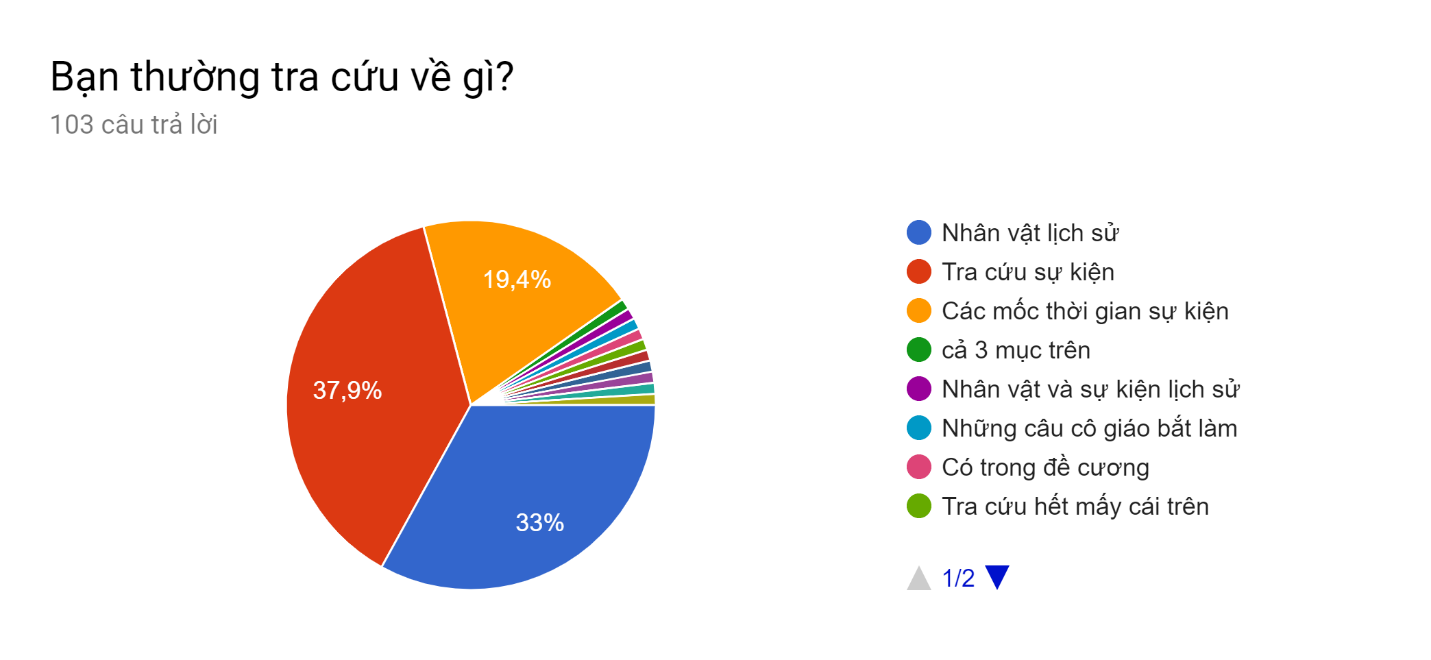 Bạn thường tra cứu về gì?
103 câu trả lời
19,4%
37,9%
33%
Nhân vật lịch sử
Tra cứu sự kiện
Các mốc thời gian sự kiện
cả 3 mục trên
Nhân vật và sự kiện lịch sử
Những câu cô giáo bắt làm
Có trong đề cương
Tra cứu hết mấy cái trên
1/2